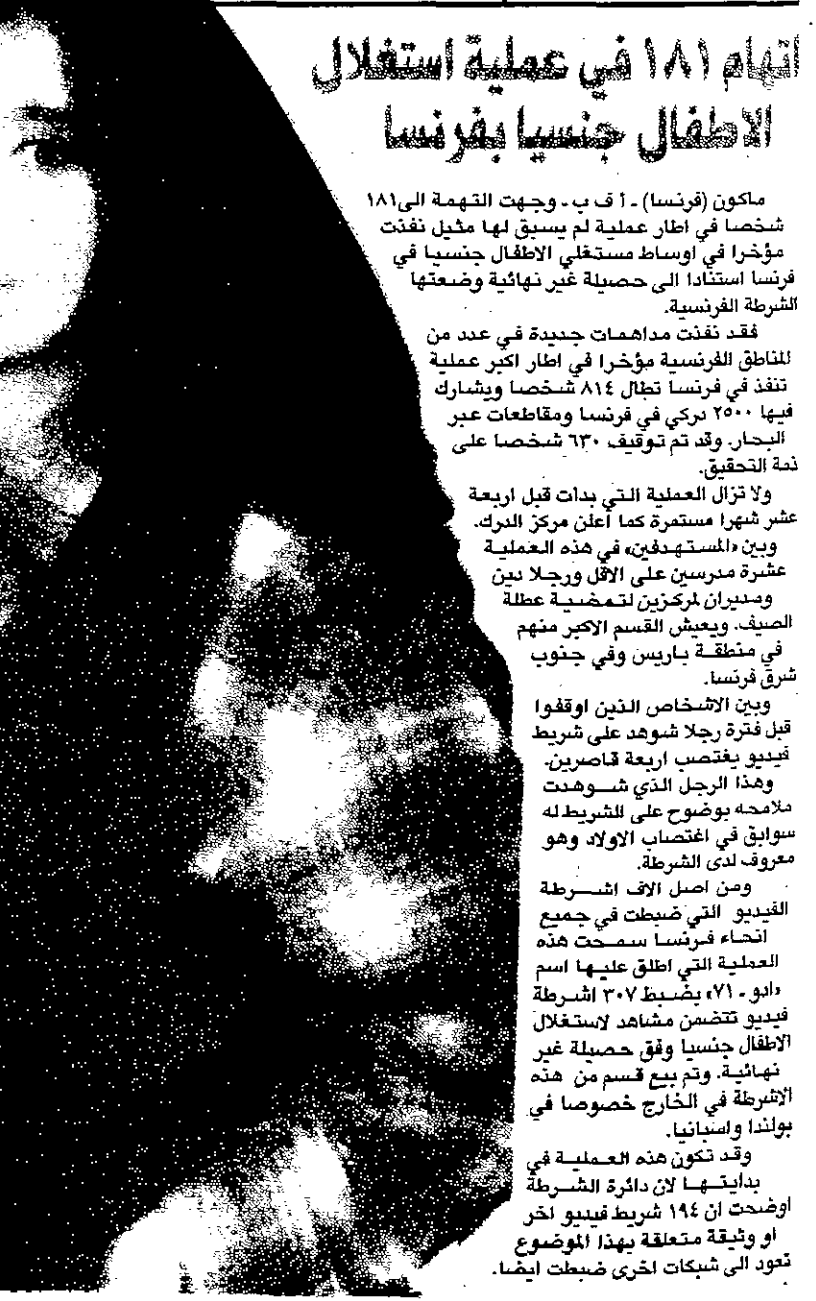 اتهام ١٨١ في عملية استغلال
الاطفال جنسيا بفرنسا
ماكون (فرنسا) ـ أ ف ب ـ وجهت التهمة الى ١٨١
شخصا في اطار عملية لم يسبق لها مثيل نفذت
مؤخرا في اوساط مستغلي الاطفال جنسيا في
فرنسا استنادا الى حصيلة غير نهائية وضعتها
الشرطة الفرنسية.
فقد نفذت مداهمات جديدة في عدد من
المناطق الفرنسية مؤخرا في اطار اكبر عملية
تنفذ في فرنسا تطال ٨١٤ شخصا ويشارك
فيها ٢٥٠٠ دركي في فرنسا ومقاطعات عبر
البحار. وقد تم توقيف ٦٣٠ شخصا على
ذمة التحقيق.
ولا تزال العملية التي بدات قبل اربعة
عشر شهرا مستمرة كما أعلن مركز الدرك.
وبين «المستهدفين» في هذه العملية
عشرة مدرسين على الاقل ورجلا دين
ومديران لمركزين لتمضية عطلة
الصيف. ويعيش القسم الاكبر منهم
في منطقة باريس وفي جنوب
شرق فرنسا.
وبين الاشخاص الذين اوقفوا
قبل فترة رجلا شوهد على شريط
فيديو يغتصب اربعة قاصرين.
وهذا الرجل الذي شوهدت
ملامحه بوضوح على الشريط له
سوابق في اغتصاب الاولاد وهو
معروف لدى الشرطة.
ومن اصل الاف اشرطة
الفيديو التي ضبطت في جميع
انحاء فرنسا سمحت هذه
العملية التي اطلق عليها اسم
«ادو ـ ٧١» بضبط ٣٠٧ اشرطة
فيديو تتضمن مشاهد لاستغلال
الاطفال جنسيا وفق حصيلة غير
نهائية. وتم بيع قسم من هذه
الاشرطة في الخارج خصوصا في
بولندا واسبانيا.
وقد تكون هذه العملية في
بدايتها لان دائرة الشرطة
اوضحت ان ١٩٤ شريط فيديو اخر
او وثيقة متعلقة بهذا الموضوع
تعود الى شبكات اخرى ضبطت ايضا.